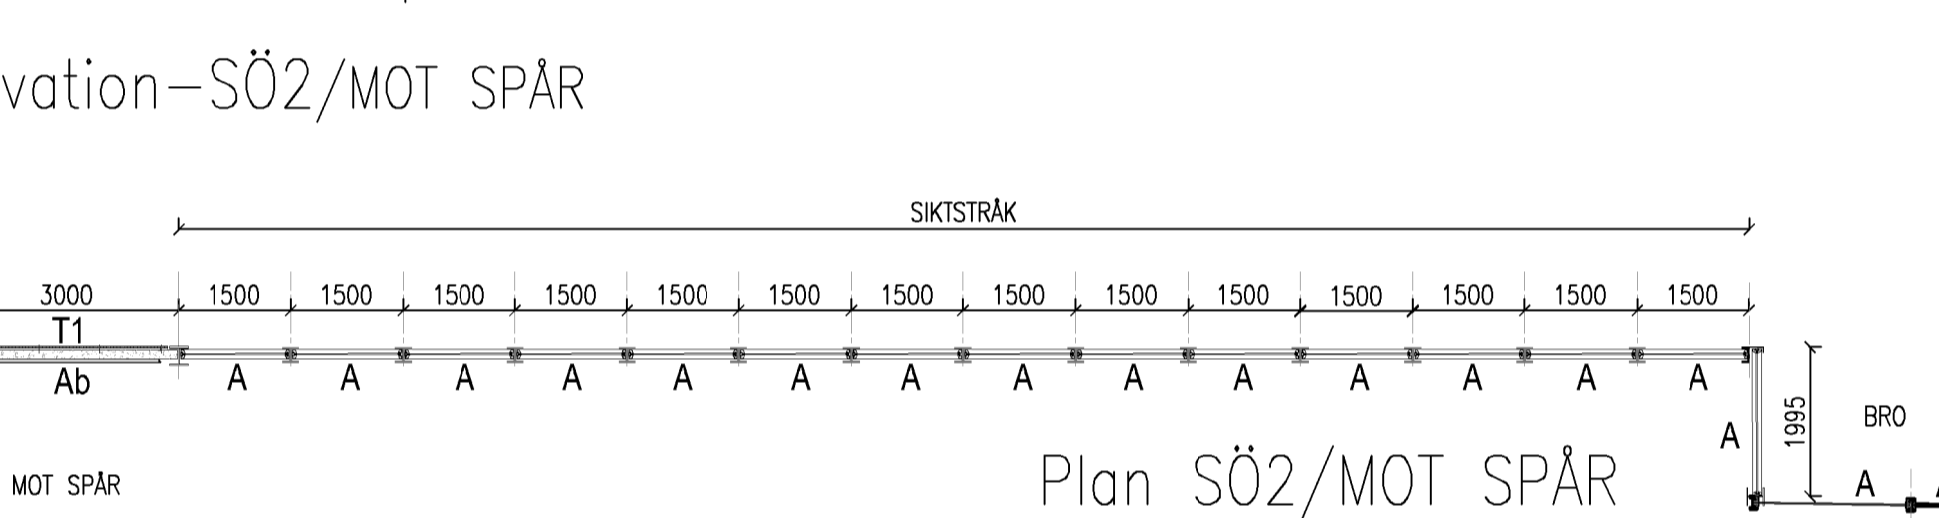 vation-SÖ2/MOT SPÅR
SIKTSTRÅK
3000 1500 1500 1500 1500 1500 1500 1500 1500 1500 1500 1500 1500 1500 1500
T1
Ab A A A A A A A A A A A A A A
A 1995 BRO
MOT SPÅR Plan SÖ2/MOT SPÅR A